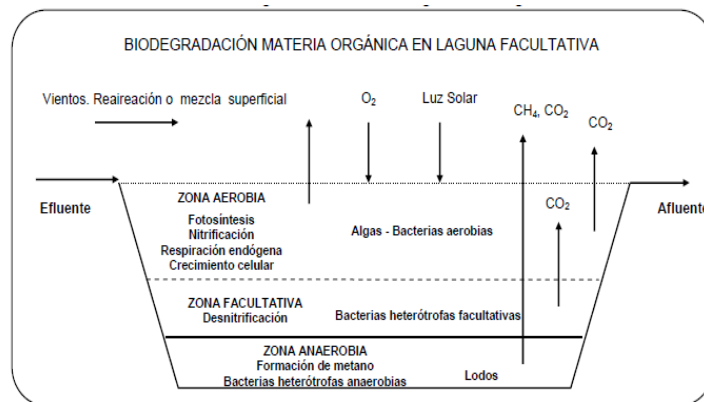 BIODEGRADACIÓN MATERIA ORGÁNICA EN LAGUNA FACULTATIVA
Vientos. Reaireación o mezcla superficial
O2
Luz Solar
CH4, CO2
CO2
Efluente
Afluente
ZONA AEROBIA
Fotosíntesis
Nitrificación
Respiración endógena
Crecimiento celular
Algas - Bacterias aerobias
CO2
ZONA FACULTATIVA
Desnitrificación
Bacterias heterótrofas facultativas
ZONA ANAEROBIA
Formación de metano
Bacterias heterótrofas anaerobias
Lodos